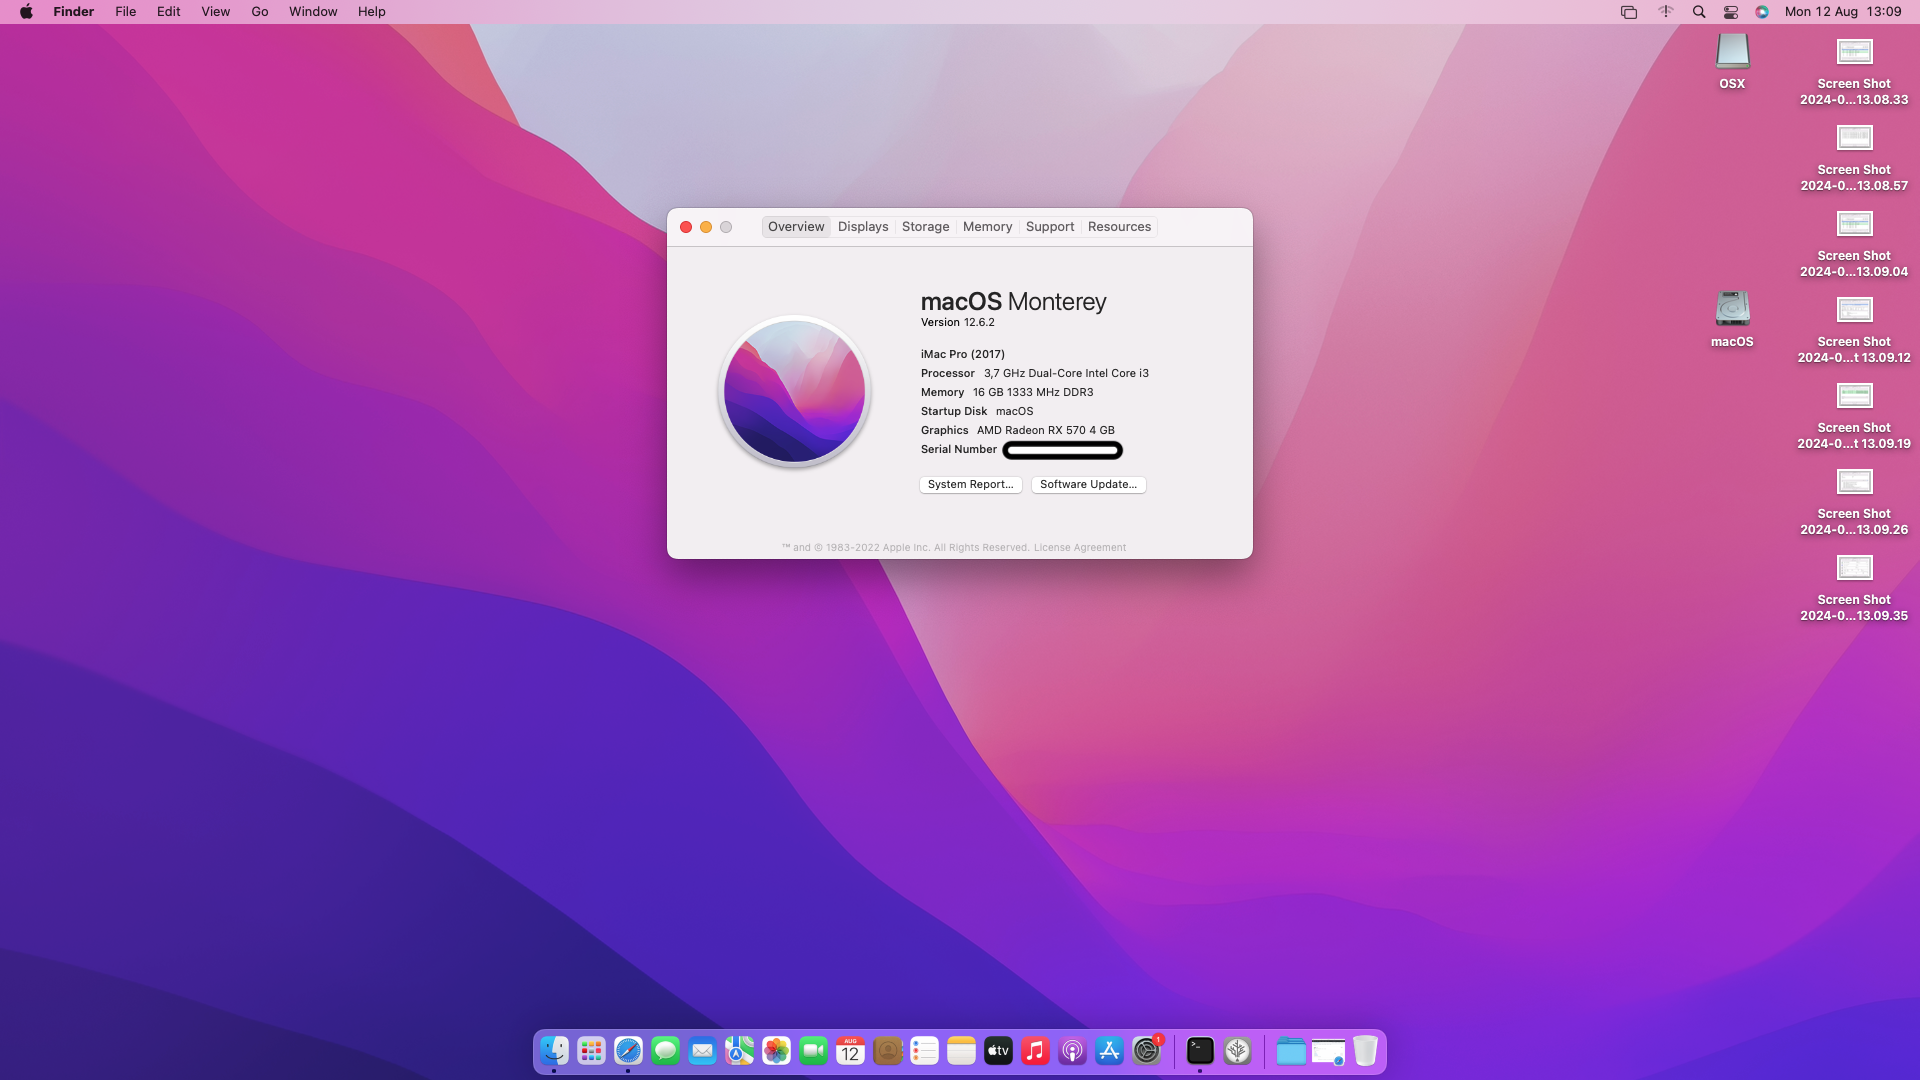 Finder File Edit View Go Window Help
Mon 12 Aug 13:09
OSX
Screen Shot
2024-0...13.08.33
Screen Shot
2024-0...13.08.57
Screen Shot
2024-0...13.09.04
macOS
Screen Shot
2024-0...t 13.09.12
Screen Shot
2024-0...t 13.09.19
Screen Shot
2024-0...13.09.26
Screen Shot
2024-0...13.09.35
Overview Displays Storage Memory Support Resources
macOS Monterey
Version 12.6.2
iMac Pro (2017)
Processor 3,7 GHz Dual-Core Intel Core i3
Memory 16 GB 1333 MHz DDR3
Startup Disk macOS
Graphics AMD Radeon RX 570 4 GB
Serial Number
System Report... Software Update...
™ and © 1983-2022 Apple Inc. All Rights Reserved. License Agreement
AUG
12
tv
1
>_